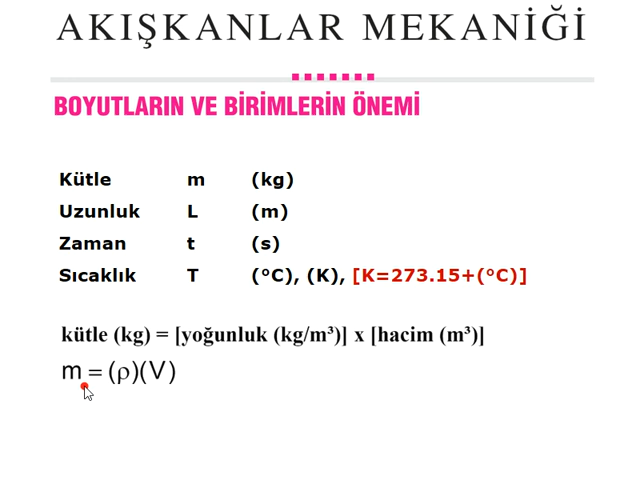 AKIŞKANLAR MEKANİĞİ
BOYUTLARIN VE BİRİMLERİN ÖNEMİ
Kütle m (kg)
Uzunluk L (m)
Zaman t (s)
Sıcaklık T (°C), (K), [K=273.15+(°C)]
kütle (kg) = [yoğunluk (kg/m³)] x [hacim (m³)]
m = (ρ)(V)